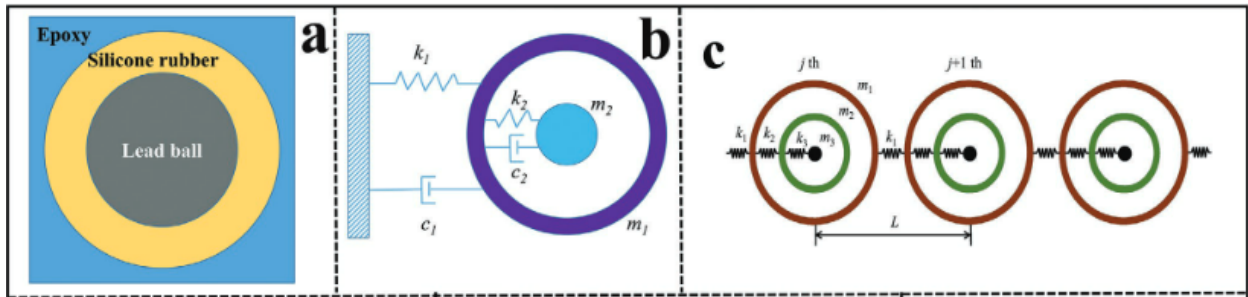 a
Epoxy
Silicone rubber
Lead ball
b
k1
k2
m2
c2
c1
m1
c
j th
j+1 th
m1
m2
k1
k2
k3
m3
k1
L